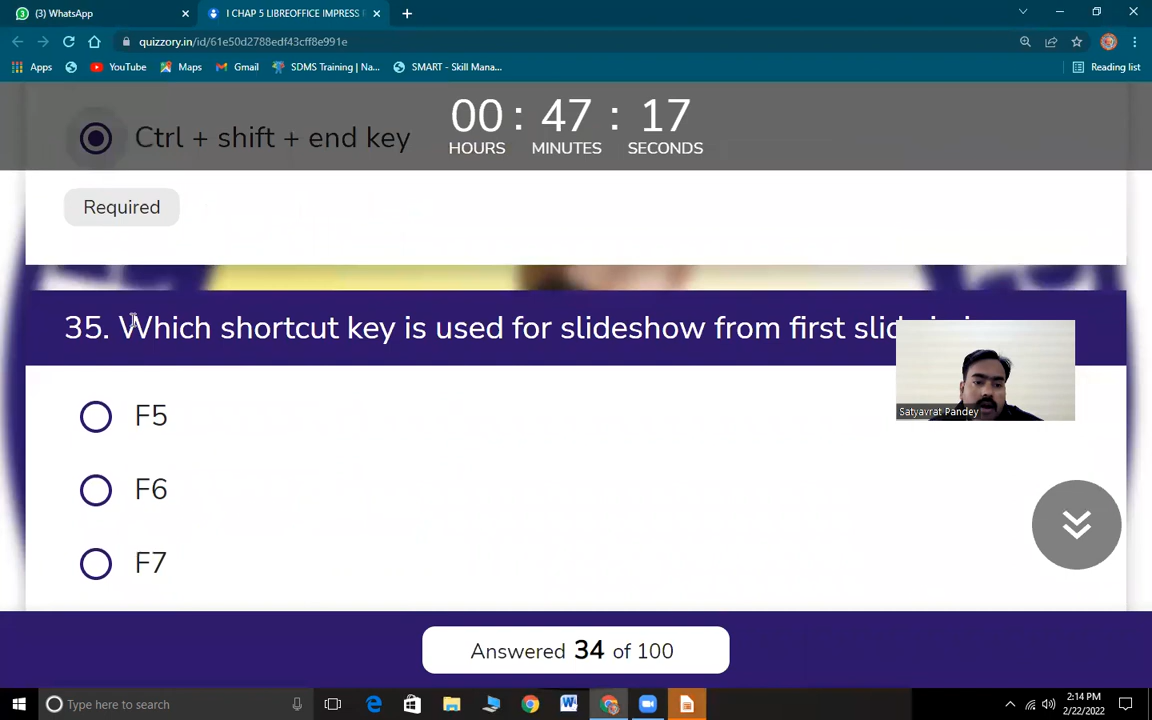 (3) WhatsApp
I CHAP 5 LIBREOFFICE IMPRESS
quizzory.in/id/61e50d2788edf43cff8e991e
Apps
YouTube
Maps
Gmail
SDMS Training | Na...
SMART - Skill Mana...
Reading list
Ctrl + shift + end key
00 : 47 : 17
HOURS MINUTES SECONDS
Required
35. Which shortcut key is used for slideshow from first
Satyavrat Pandey
F5
F6
F7
Answered 34 of 100
Type here to search
2:14 PM
2/22/2022